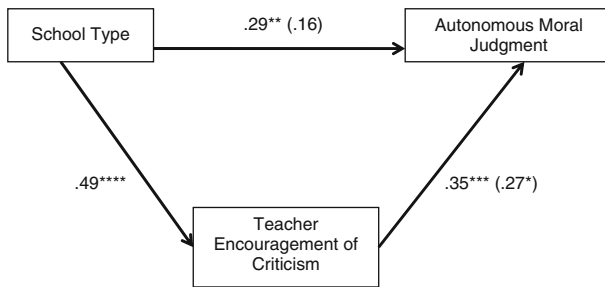 School Type
.29** (.16)
Autonomous Moral
Judgment
.49****
.35*** (.27*)
Teacher
Encouragement of
Criticism